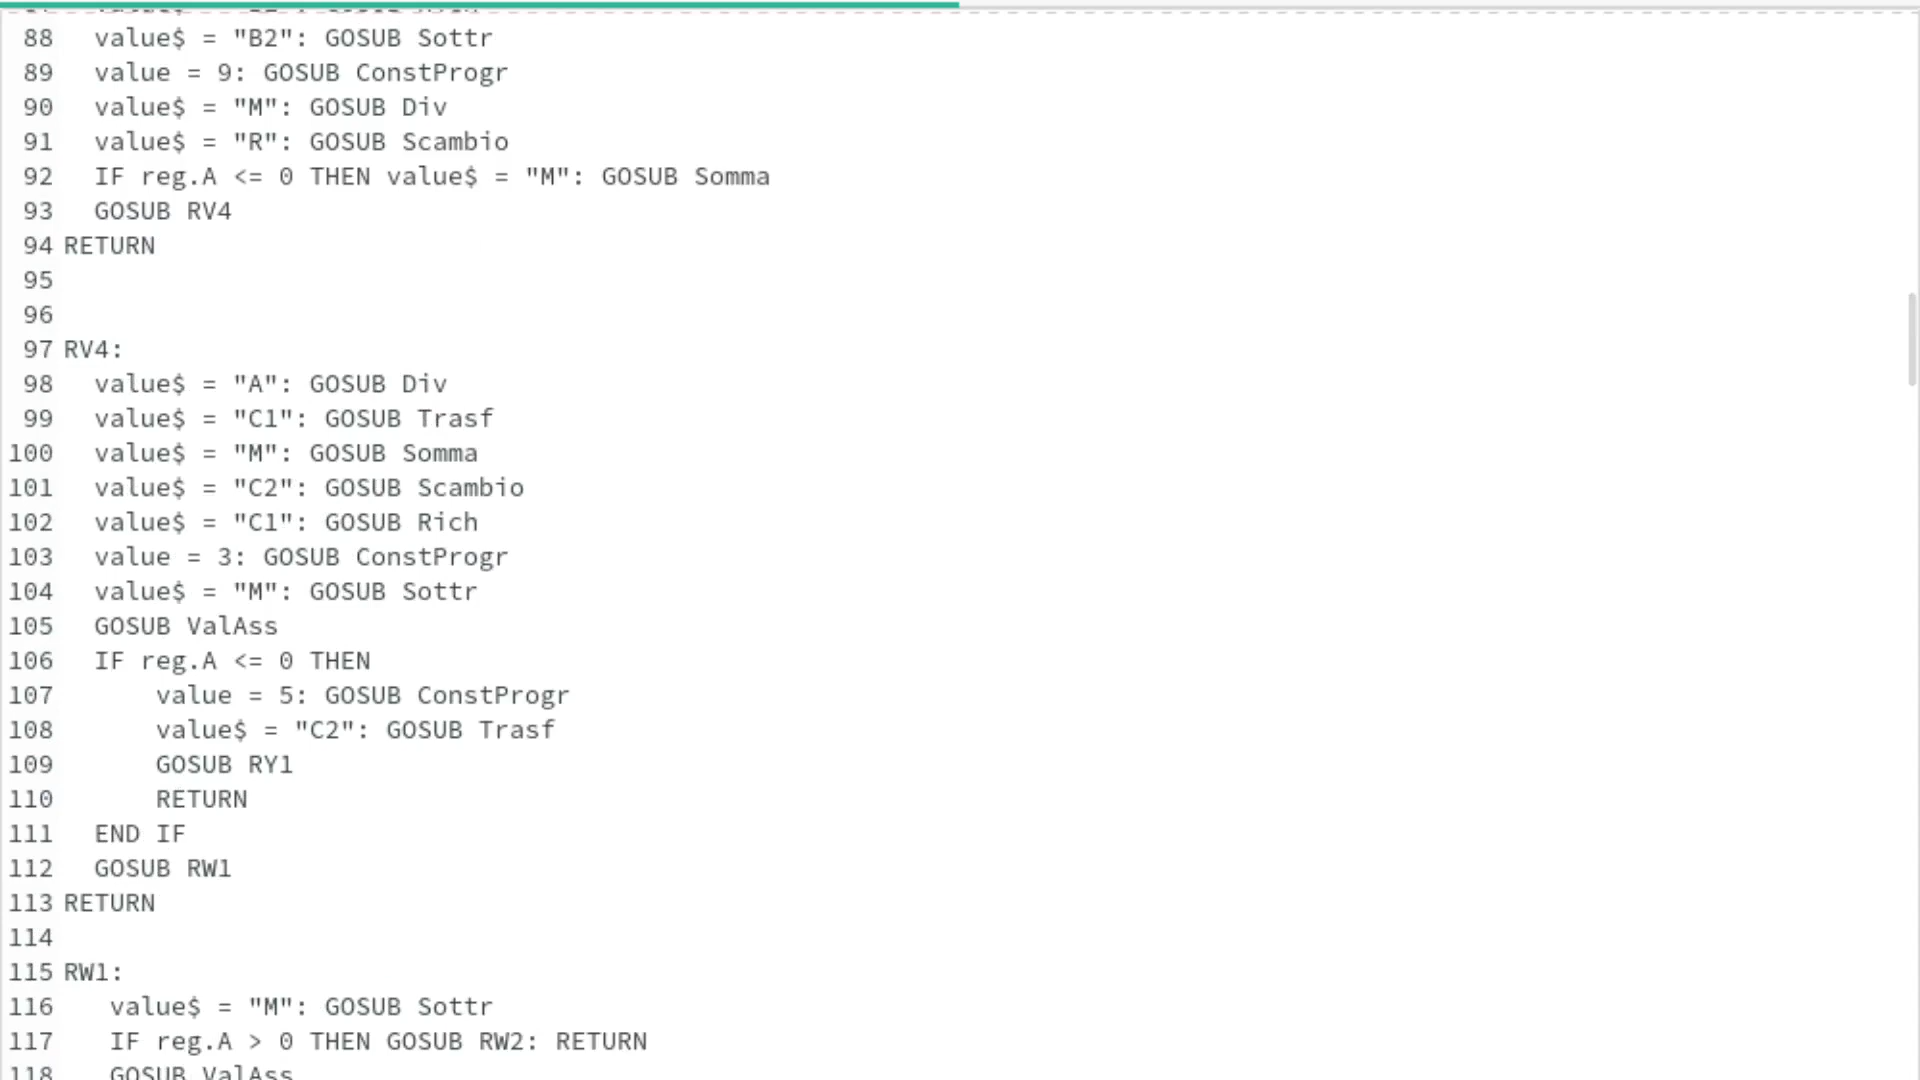 88 value$ = "B2": GOSUB Sottr
89 value = 9: GOSUB ConstProgr
90 value$ = "M": GOSUB Div
91 value$ = "R": GOSUB Scambio
92 IF reg.A <= 0 THEN value$ = "M": GOSUB Somma
93 GOSUB RV4
94 RETURN
95
96
97 RV4:
98 value$ = "A": GOSUB Div
99 value$ = "C1": GOSUB Trasf
100 value$ = "M": GOSUB Somma
101 value$ = "C2": GOSUB Scambio
102 value$ = "C1": GOSUB Rich
103 value = 3: GOSUB ConstProgr
104 value$ = "M": GOSUB Sottr
105 GOSUB ValAss
106 IF reg.A <= 0 THEN
107 value = 5: GOSUB ConstProgr
108 value$ = "C2": GOSUB Trasf
109 GOSUB RY1
110 RETURN
111 END IF
112 GOSUB RW1
113 RETURN
114
115 RW1:
116 value$ = "M": GOSUB Sottr
117 IF reg.A > 0 THEN GOSUB RW2: RETURN
118 GOSUB ValAss